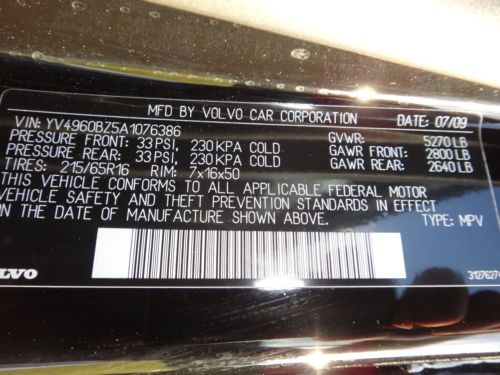 MFD BY VOLVO CAR CORPORATION DATE: 07/09
VIN: YV4960BZ5A1076386
PRESSURE FRONT: 33 PSI, 230 KPA COLD GVWR: 5270 LB
PRESSURE REAR: 33 PSI, 230 KPA COLD GAWR FRONT: 2800 LB
TIRES: 215/65R16 RIM: 7x16x50 GAWR REAR: 2640 LB
THIS VEHICLE CONFORMS TO ALL APPLICABLE FEDERAL MOTOR
VEHICLE SAFETY AND THEFT PREVENTION STANDARDS IN EFFECT
ON THE DATE OF MANUFACTURE SHOWN ABOVE. TYPE: MPV
VOLVO